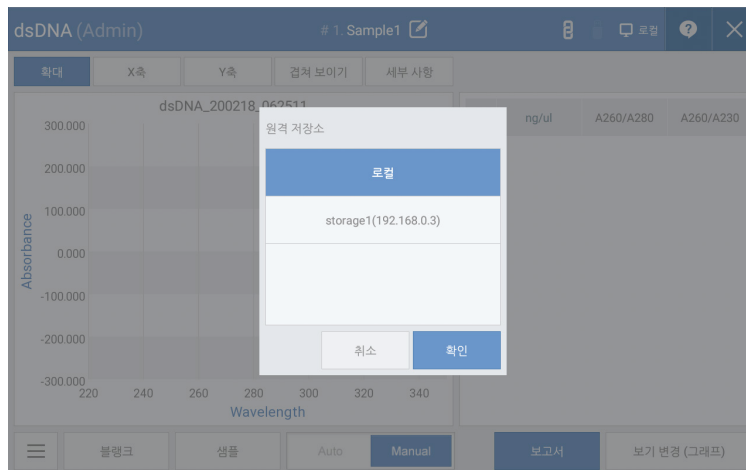 dsDNA (Admin)
# 1. Sample1
로컬
?
확대
X축
Y축
겹쳐 보이기
세부 사항
dsDNA_200218_062511
300.000
200.000
100.000
0.000
-100.000
-200.000
-300.000
Absorbance
220 240 260 280 300 320 340
Wavelength
ng/ul A260/A280 A260/A230
원격 저장소
로컬
storage1(192.168.0.3)
취소
확인
블랭크
샘플
Auto
Manual
보고서
보기 변경 (그래프)